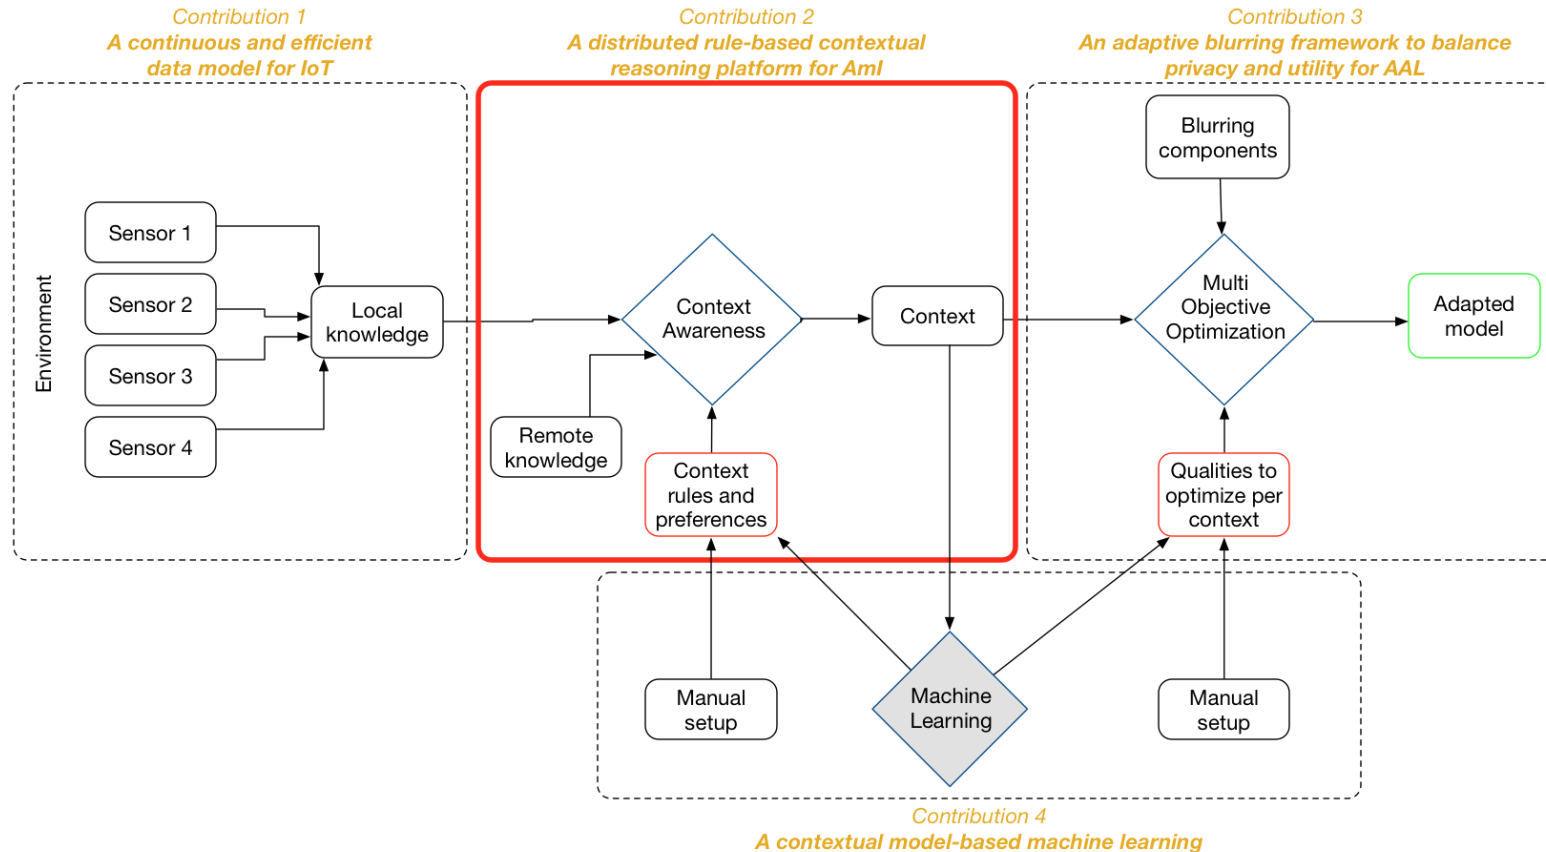 Contribution 1
A continuous and efficient
data model for IoT
Contribution 2
A distributed rule-based contextual
reasoning platform for AmI
Contribution 3
An adaptive blurring framework to balance
privacy and utility for AAL
Environment
Sensor 1
Sensor 2
Sensor 3
Sensor 4
Local
knowledge
Context
Awareness
Context
Remote
knowledge
Context
rules and
preferences
Blurring
components
Multi
Objective
Optimization
Adapted
model
Qualities to
optimize per
context
Manual
setup
Machine
Learning
Manual
setup
Contribution 4
A contextual model-based machine learning